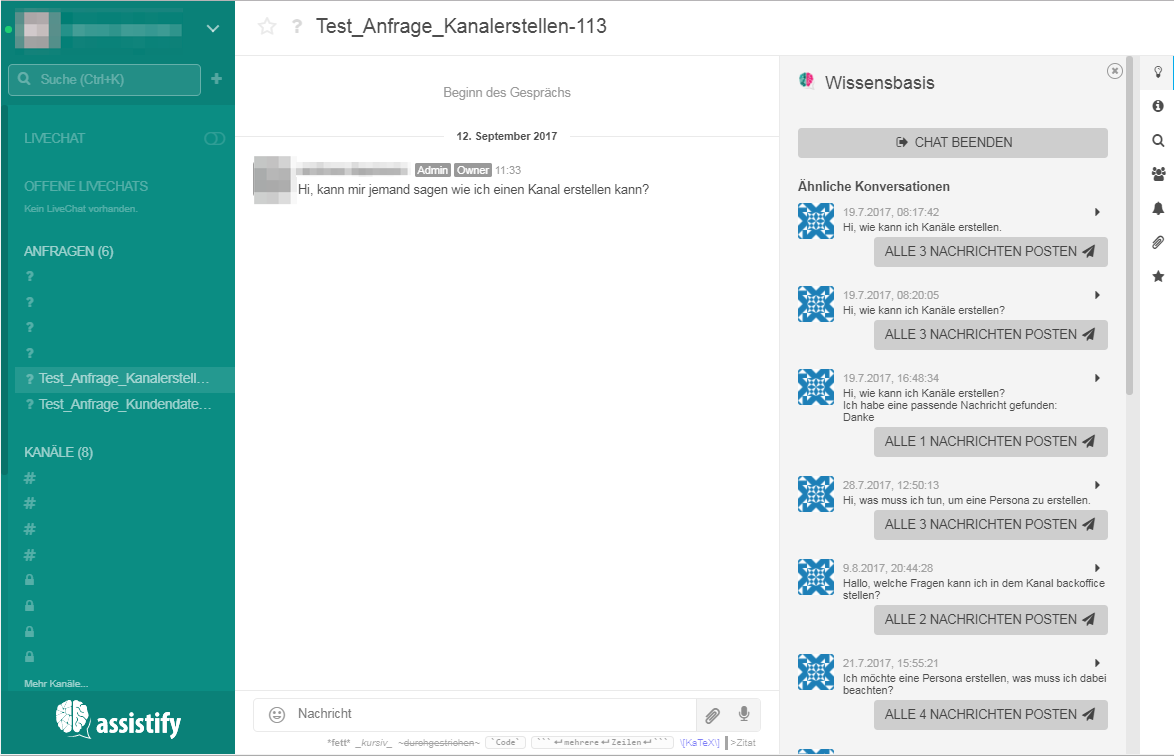 Test_Anfrage_Kanalerstellen-113
Suche (Ctrl+K)
LIVECHAT
OFFENE LIVECHATS
Kein LiveChat vorhanden.
ANFRAGEN (6)
?
?
?
?
? Test_Anfrage_Kanalerstell...
? Test_Anfrage_Kundendate...
KANÄLE (8)
#
#
#
#
Mehr Kanäle...
assistify
Beginn des Gesprächs
12. September 2017
Admin Owner 11:33
Hi, kann mir jemand sagen wie ich einen Kanal erstellen kann?
Nachricht
*fett* _kursiv_ ~durchgestrichen~ `Code` ```↵mehrere↵Zeilen↵``` \[KaTeX\] >Zitat
Wissensbasis
CHAT BEENDEN
Ähnliche Konversationen
19.7.2017, 08:17:42
Hi, wie kann ich Kanäle erstellen.
ALLE 3 NACHRICHTEN POSTEN
19.7.2017, 08:20:05
Hi, wie kann ich Kanäle erstellen?
ALLE 3 NACHRICHTEN POSTEN
19.7.2017, 16:48:34
Hi, wie kann ich Kanäle erstellen?
Ich habe eine passende Nachricht gefunden:
Danke
ALLE 1 NACHRICHTEN POSTEN
28.7.2017, 12:50:13
Hi, was muss ich tun, um eine Persona zu erstellen.
ALLE 3 NACHRICHTEN POSTEN
9.8.2017, 20:44:28
Hallo, welche Fragen kann ich in dem Kanal backoffice
stellen?
ALLE 2 NACHRICHTEN POSTEN
21.7.2017, 15:55:21
Ich möchte eine Persona erstellen, was muss ich dabei
beachten?
ALLE 4 NACHRICHTEN POSTEN